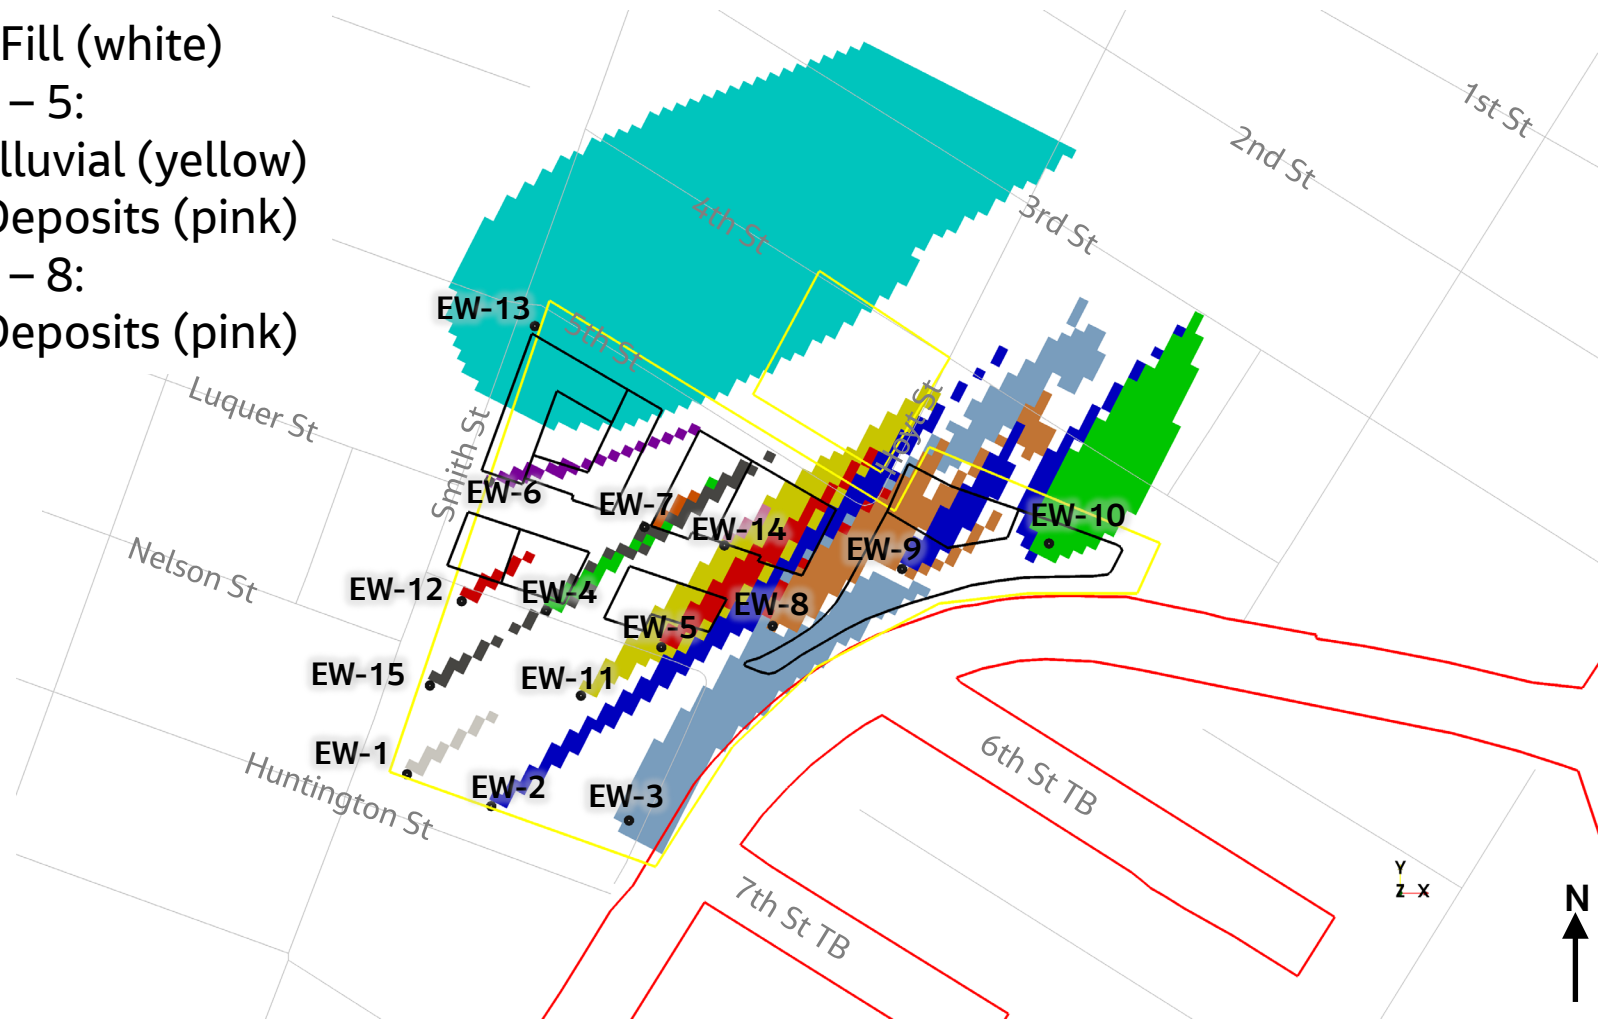 Fill (white)
– 5:
lluvial (yellow)
Deposits (pink)
– 8:
Deposits (pink)
1st St
2nd St
3rd St
4th St
5th St
Hoyt St
Smith St
Luquer St
Nelson St
Huntington St
6th St TB
7th St TB
EW-13
EW-6
EW-7
EW-14
EW-10
EW-9
EW-12
EW-4
EW-8
EW-5
EW-15
EW-11
EW-1
EW-2
EW-3
Y
Z X
N